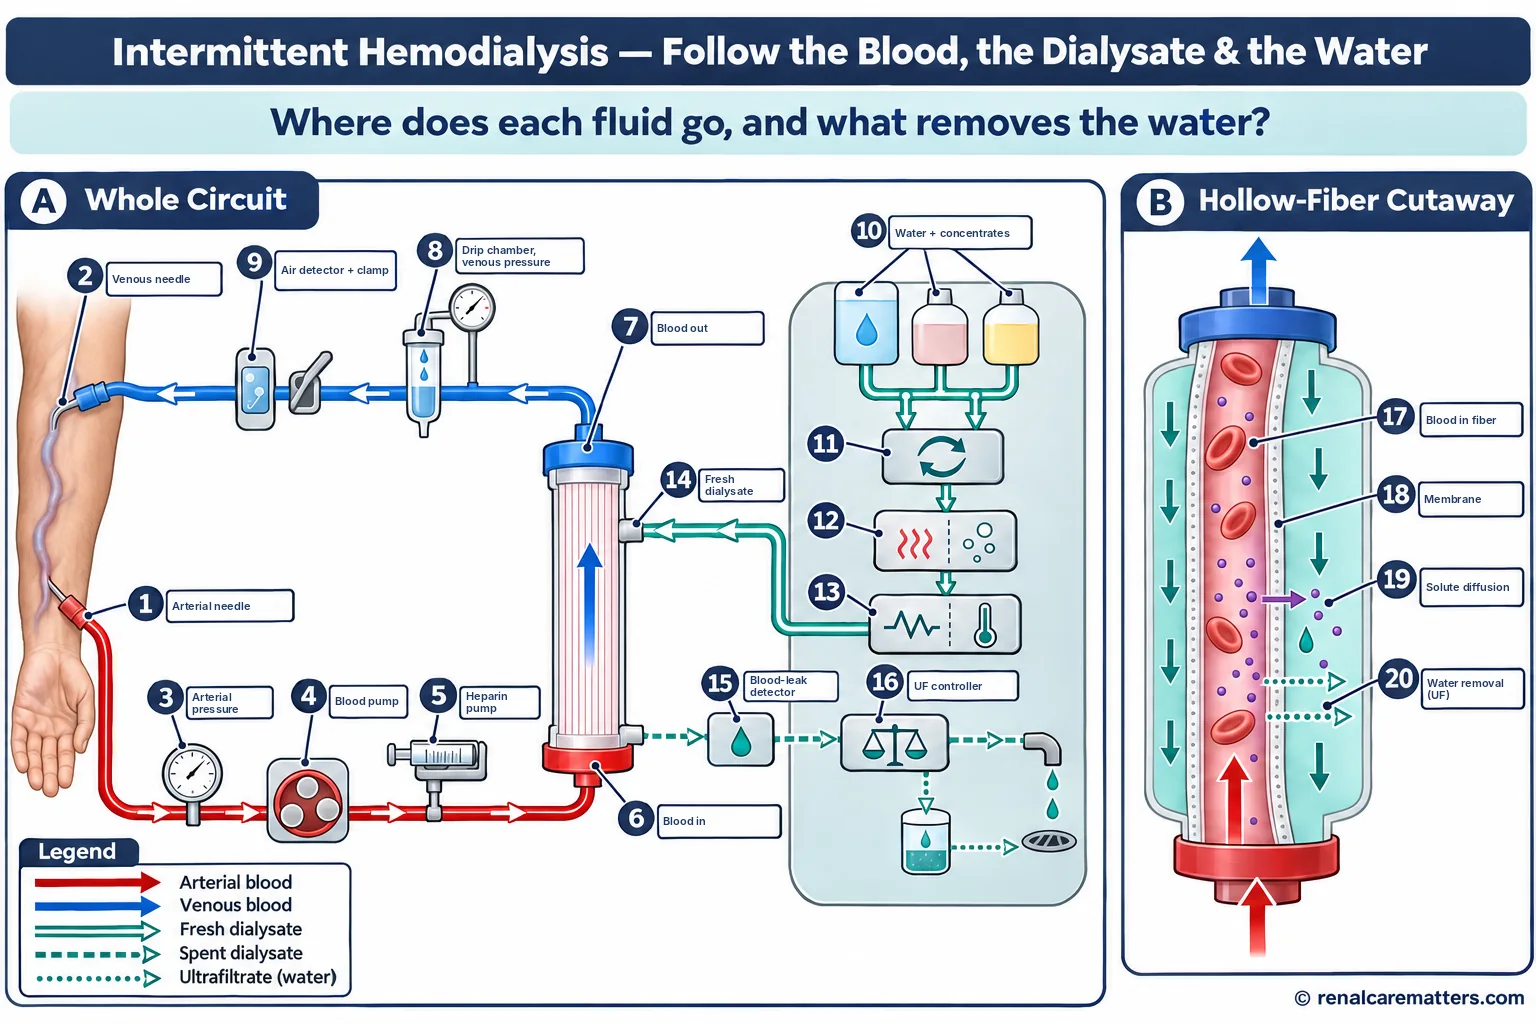 Intermittent Hemodialysis — Follow the Blood, the Dialysate & the Water
Where does each fluid go, and what removes the water?
A Whole Circuit
2 Venous needle
9 Air detector + clamp
8 Drip chamber,
venous pressure
7 Blood out
10 Water + concentrates
11
12
13
14 Fresh
dialysate
1 Arterial needle
3 Arterial
pressure
4 Blood pump
5 Heparin
pump
6 Blood in
15 Blood-leak
detector
16 UF controller
Legend
Arterial blood
Venous blood
Fresh dialysate
Spent dialysate
Ultrafiltrate (water)
B Hollow-Fiber Cutaway
17 Blood in fiber
18 Membrane
19 Solute diffusion
20 Water removal
(UF)
© renalcarematters.com